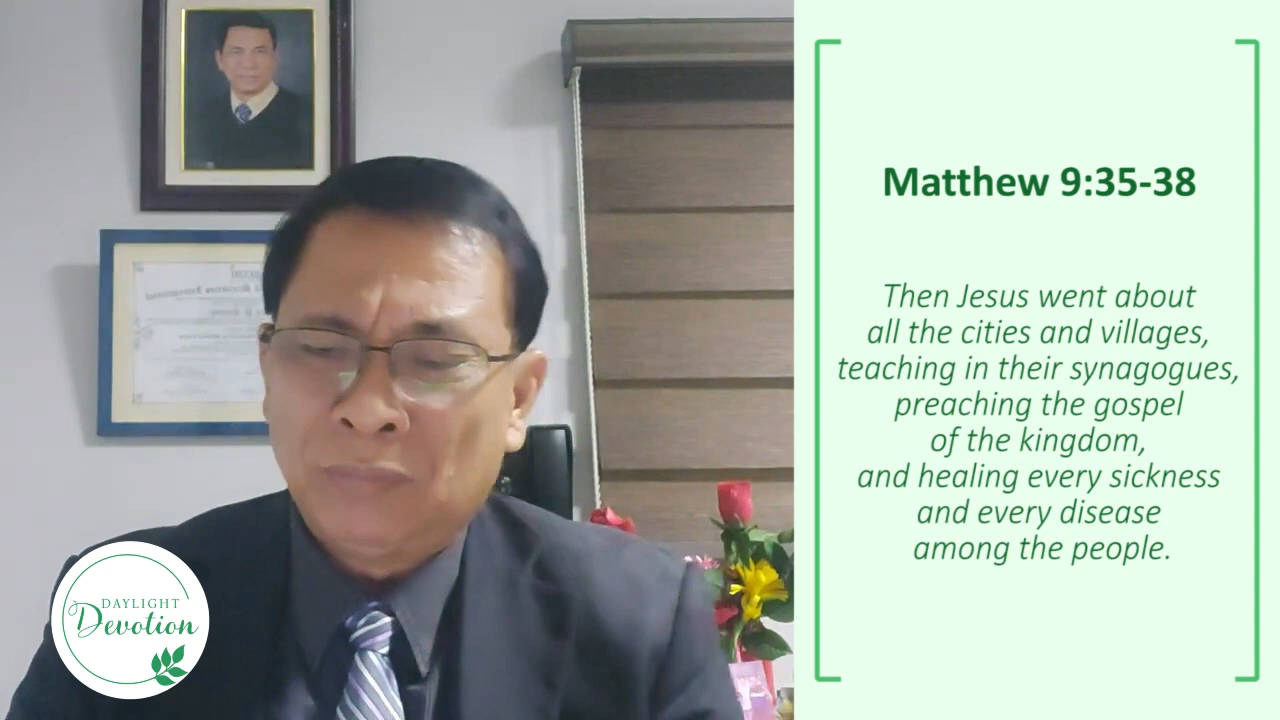 DAYLIGHT
Devotion
Matthew 9:35-38
Then Jesus went about
all the cities and villages,
teaching in their synagogues,
preaching the gospel
of the kingdom,
and healing every sickness
and every disease
among the people.